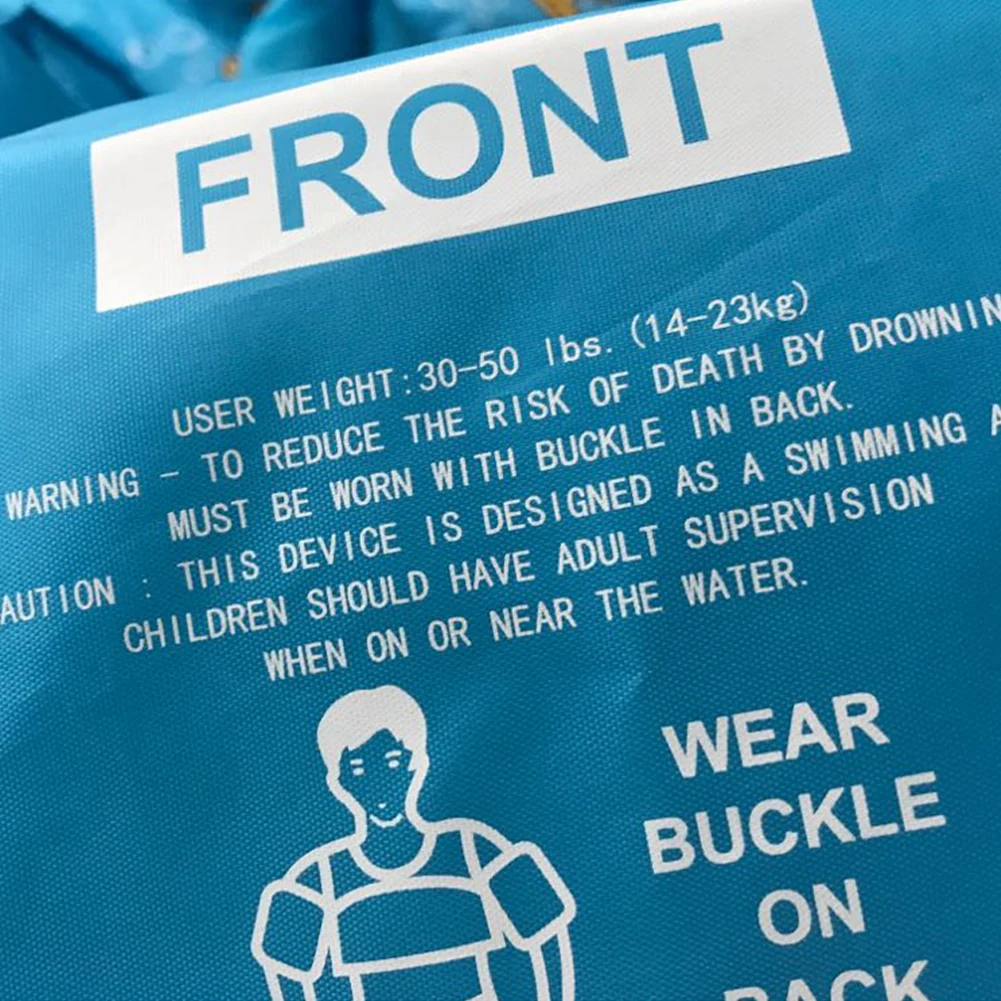 FRONT
USER WEIGHT:30-50 lbs.(14-23kg)
WARNING - TO REDUCE THE RISK OF DEATH BY DROWNIN
MUST BE WORN WITH BUCKLE IN BACK.
AUTION : THIS DEVICE IS DESIGNED AS A SWIMMING A
CHILDREN SHOULD HAVE ADULT SUPERVISION
WHEN ON OR NEAR THE WATER.
WEAR
BUCKLE
ON
BACK